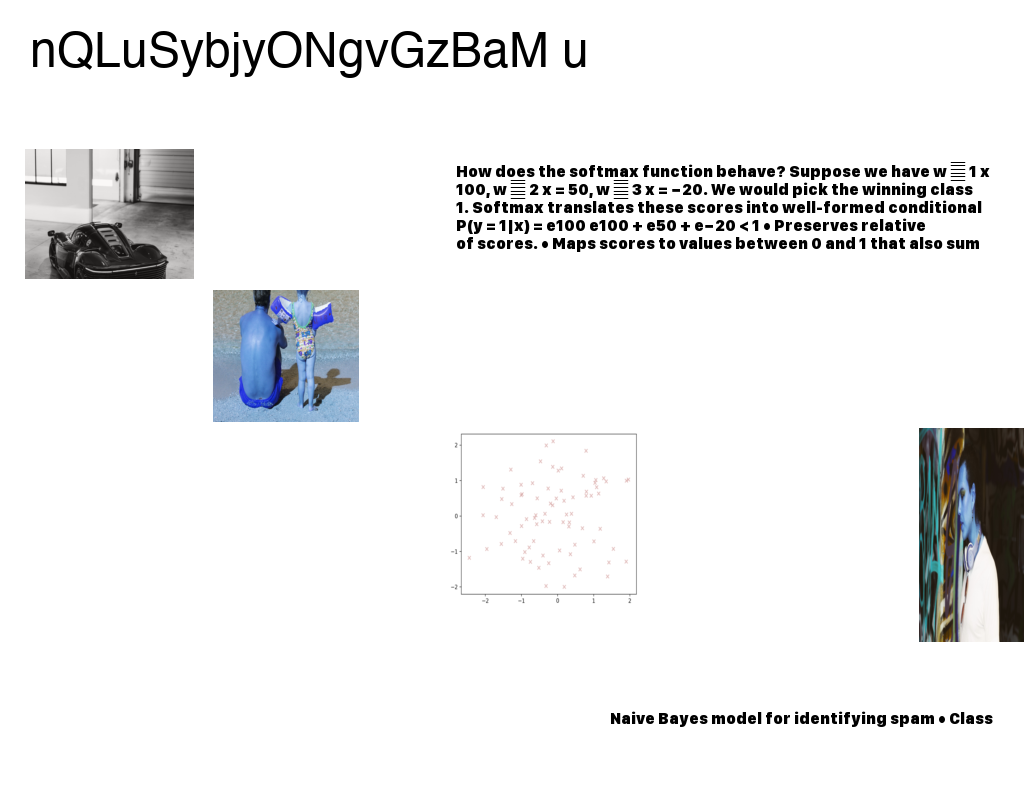 nQLuSybjyONgvGzBaM u
How does the softmax function behave? Suppose we have w 𝄚 1 x
100, w 𝄚 2 x = 50, w 𝄚 3 x = −20. We would pick the winning class
1. Softmax translates these scores into well-formed conditional
P(y = 1|x) = e100 e100 + e50 + e−20 < 1 • Preserves relative
of scores. • Maps scores to values between 0 and 1 that also sum
2
1
0
−1
−2
−2 −1 0 1 2
Naive Bayes model for identifying spam • Class